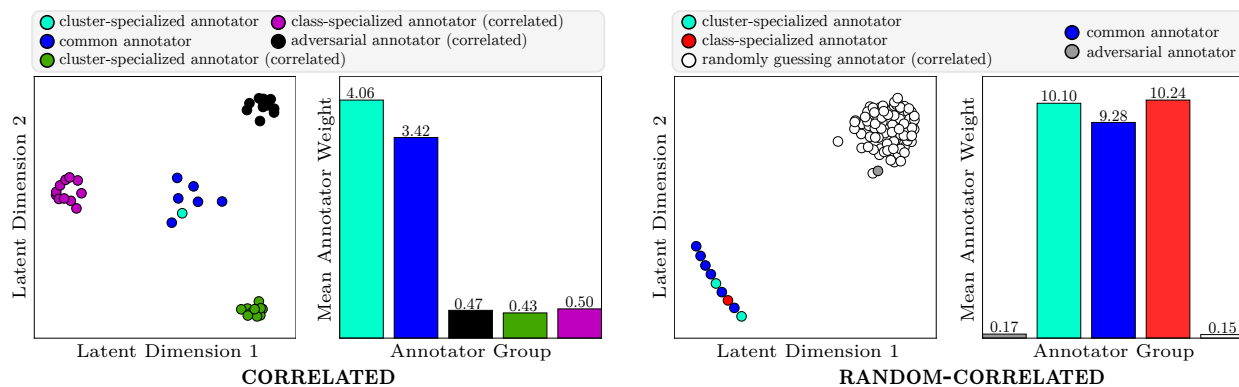 cluster-specialized annotator
common annotator
cluster-specialized annotator (correlated)
class-specialized annotator (correlated)
adversarial annotator (correlated)
Latent Dimension 2
Latent Dimension 1
Mean Annotator Weight
4.06
3.42
0.47
0.43
0.50
Annotator Group
CORRELATED
cluster-specialized annotator
class-specialized annotator
randomly guessing annotator (correlated)
common annotator
adversarial annotator
Latent Dimension 2
Latent Dimension 1
Mean Annotator Weight
0.17
10.10
9.28
10.24
0.15
Annotator Group
RANDOM-CORRELATED